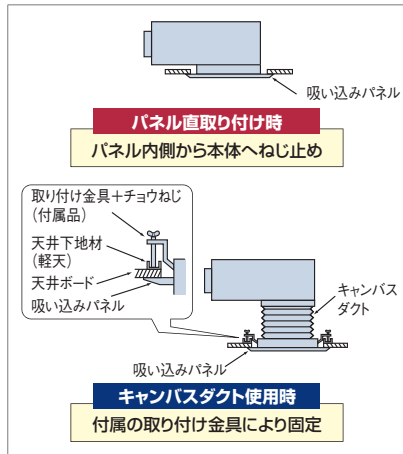 吸い込みパネル
パネル直取り付け時
パネル内側から本体へねじ止め
取り付け金具+チョウねじ
(付属品)
天井下地材
(軽天)
天井ボード
吸い込みパネル
キャンバス
ダクト
吸い込みパネル
キャンバスダクト使用時
付属の取り付け金具により固定